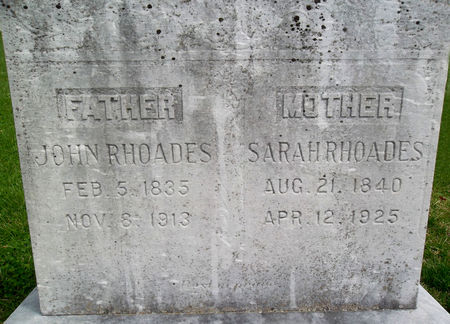 FATHER
JOHN RHOADES
FEB. 5. 1835
NOV. 8. 1913
MOTHER
SARAH RHOADES
AUG. 21. 1840
APR. 12. 1925